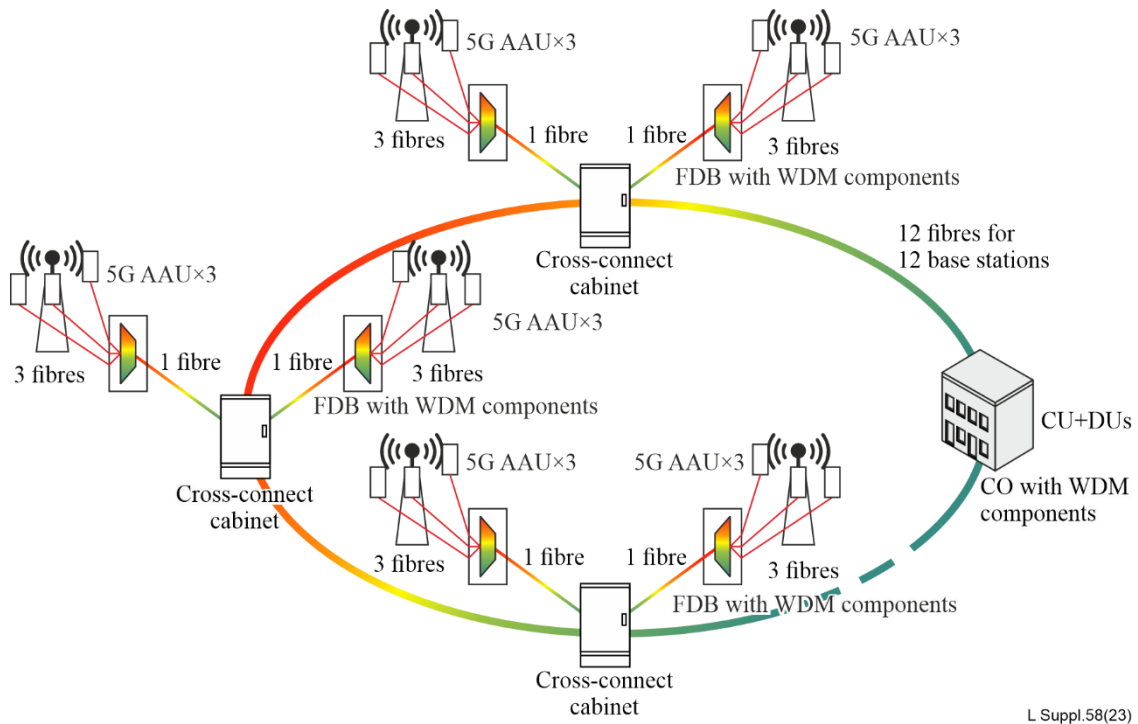 5G AAU×3
5G AAU×3
3 fibres
1 fibre
1 fibre
3 fibres
FDB with WDM components
12 fibres for
12 base stations
Cross-connect
cabinet
5G AAU×3
5G AAU×3
3 fibres
1 fibre
1 fibre
3 fibres
FDB with WDM components
CU+DUs
Cross-connect
cabinet
5G AAU×3
5G AAU×3
CO with WDM
components
3 fibres
1 fibre
1 fibre
3 fibres
FDB with WDM components
Cross-connect
cabinet
L Suppl.58(23)